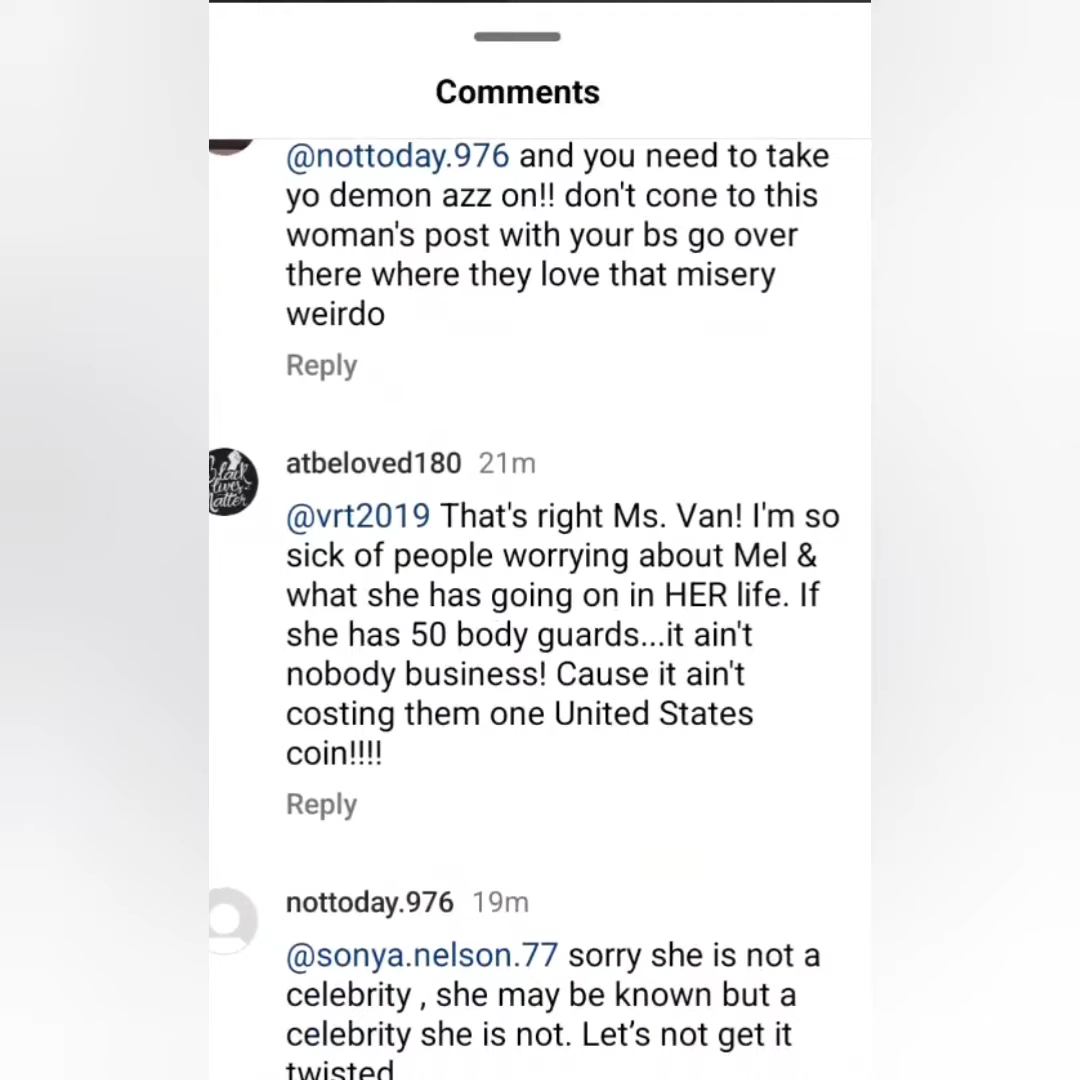 Comments
@nottoday.976 and you need to take
yo demon azz on!! don't cone to this
woman's post with your bs go over
there where they love that misery
weirdo
Reply
Black
lives
Matter
atbeloved180 21m
@vrt2019 That's right Ms. Van! I'm so
sick of people worrying about Mel &
what she has going on in HER life. If
she has 50 body guards...it ain't
nobody business! Cause it ain't
costing them one United States
coin!!!!
Reply
nottoday.976 19m
@sonya.nelson.77 sorry she is not a
celebrity , she may be known but a
celebrity she is not. Let’s not get it
twisted